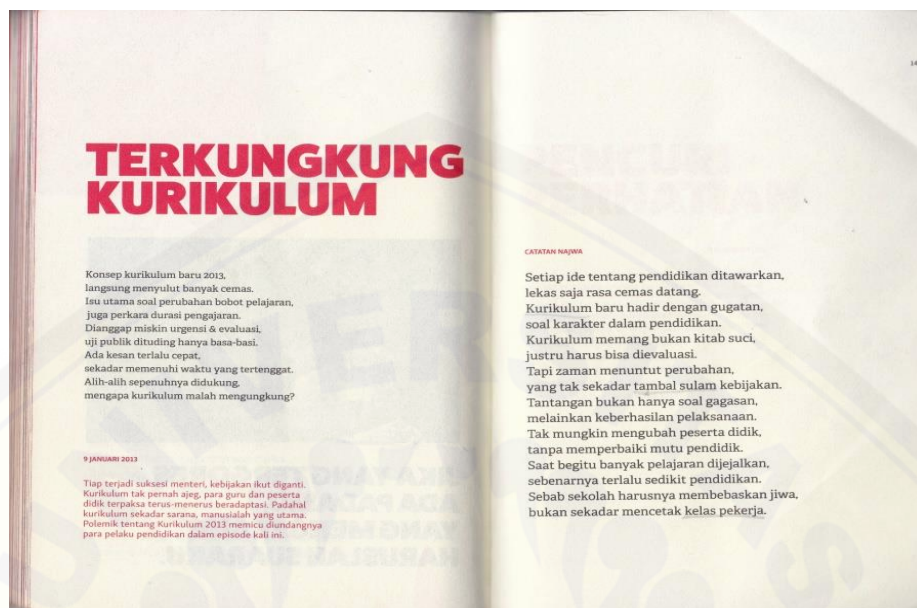 TERKUNGKUNG
KURIKULUM
Konsep kurikulum baru 2013,
langsung menyulut banyak cemas.
Isu utama soal perubahan bobot pelajaran,
juga perkara durasi pengajaran.
Dianggap miskin urgensi & evaluasi,
uji publik dituding hanya basa-basi.
Ada kesan terlalu cepat,
sekadar memenuhi waktu yang tertenggat.
Alih-alih sepenuhnya didukung,
mengapa kurikulum malah mengungkung?
9 JANUARI 2013
Tiap terjadi suksesi menteri, kebijakan ikut diganti.
Kurikulum tak pernah ajeg, para guru dan peserta
didik terpaksa terus-menerus beradaptasi. Padahal
kurikulum sekadar sarana, manusialah yang utama.
Polemik tentang Kurikulum 2013 memicu diundangnya
para pelaku pendidikan dalam episode kali ini.
CATATAN NAJWA
Setiap ide tentang pendidikan ditawarkan,
lekas saja rasa cemas datang.
Kurikulum baru hadir dengan gugatan,
soal karakter dalam pendidikan.
Kurikulum memang bukan kitab suci,
justru harus bisa dievaluasi.
Tapi zaman menuntut perubahan,
yang tak sekadar tambal sulam kebijakan.
Tantangan bukan hanya soal gagasan,
melainkan keberhasilan pelaksanaan.
Tak mungkin mengubah peserta didik,
tanpa memperbaiki mutu pendidik.
Saat begitu banyak pelajaran dijejalkan,
sebenarnya terlalu sedikit pendidikan.
Sebab sekolah harusnya membebaskan jiwa,
bukan sekadar mencetak kelas pekerja.